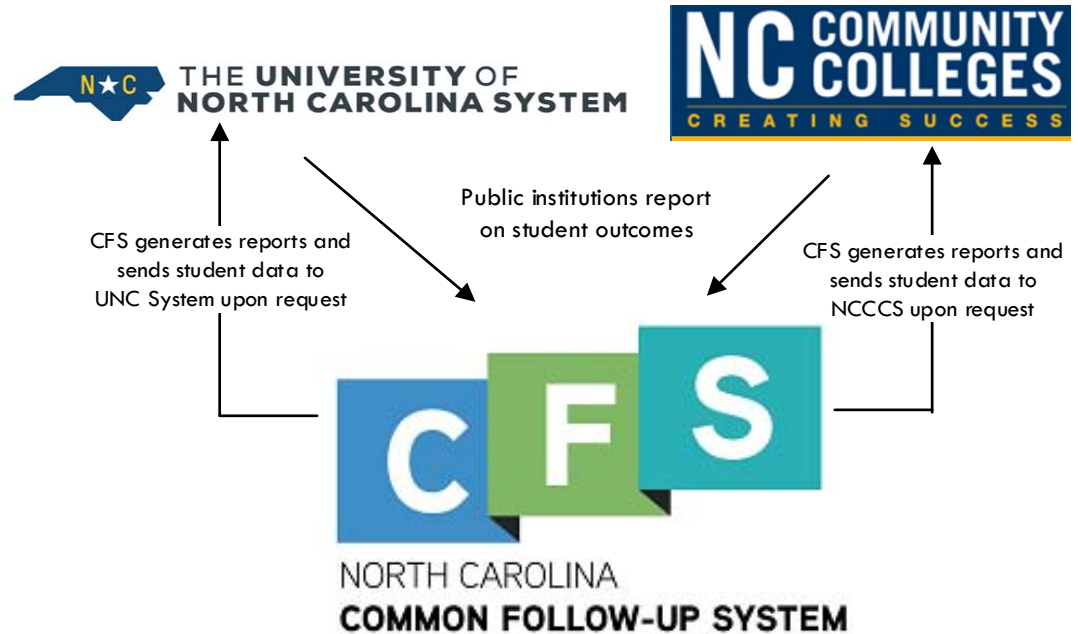 N★C
THE UNIVERSITY OF
NORTH CAROLINA SYSTEM
NC COMMUNITY
COLLEGES
CREATING SUCCESS
Public institutions report
on student outcomes
CFS generates reports and
sends student data to
UNC System upon request
CFS generates reports and
sends student data to
NCCCS upon request
CFS
NORTH CAROLINA
COMMON FOLLOW-UP SYSTEM